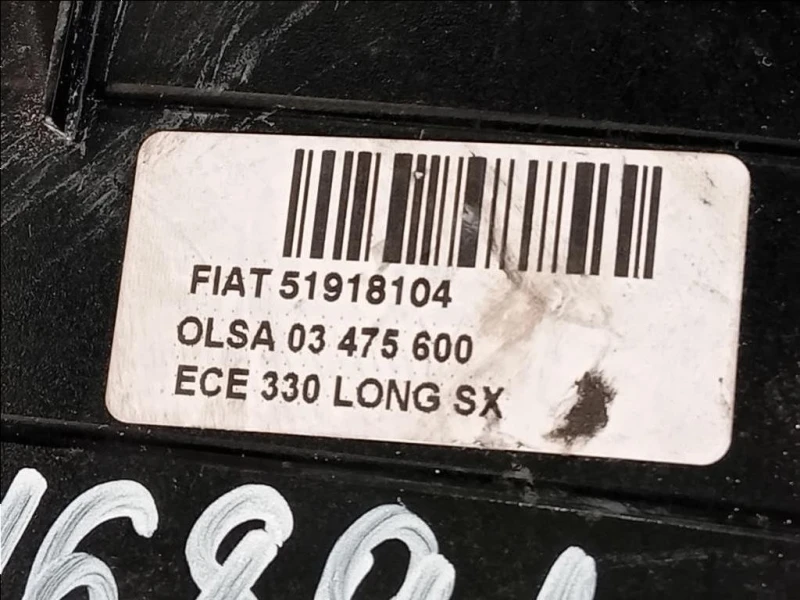 FIAT 51918104
OLSA 03 475 600
ECE 330 LONG SX